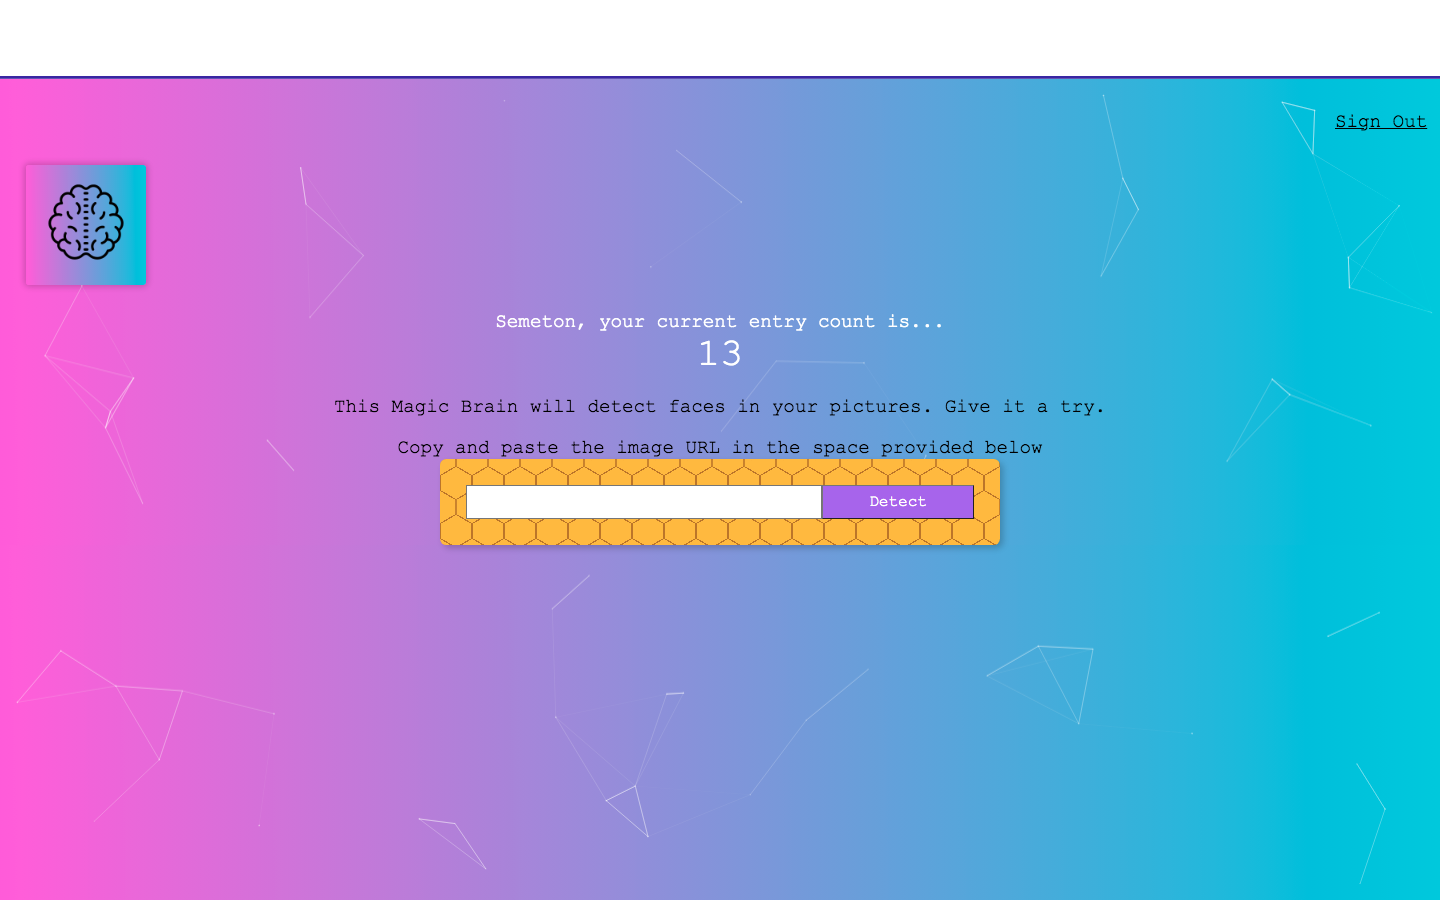 Sign Out
Semeton, your current entry count is...
13
This Magic Brain will detect faces in your pictures. Give it a try.
Copy and paste the image URL in the space provided below
Detect